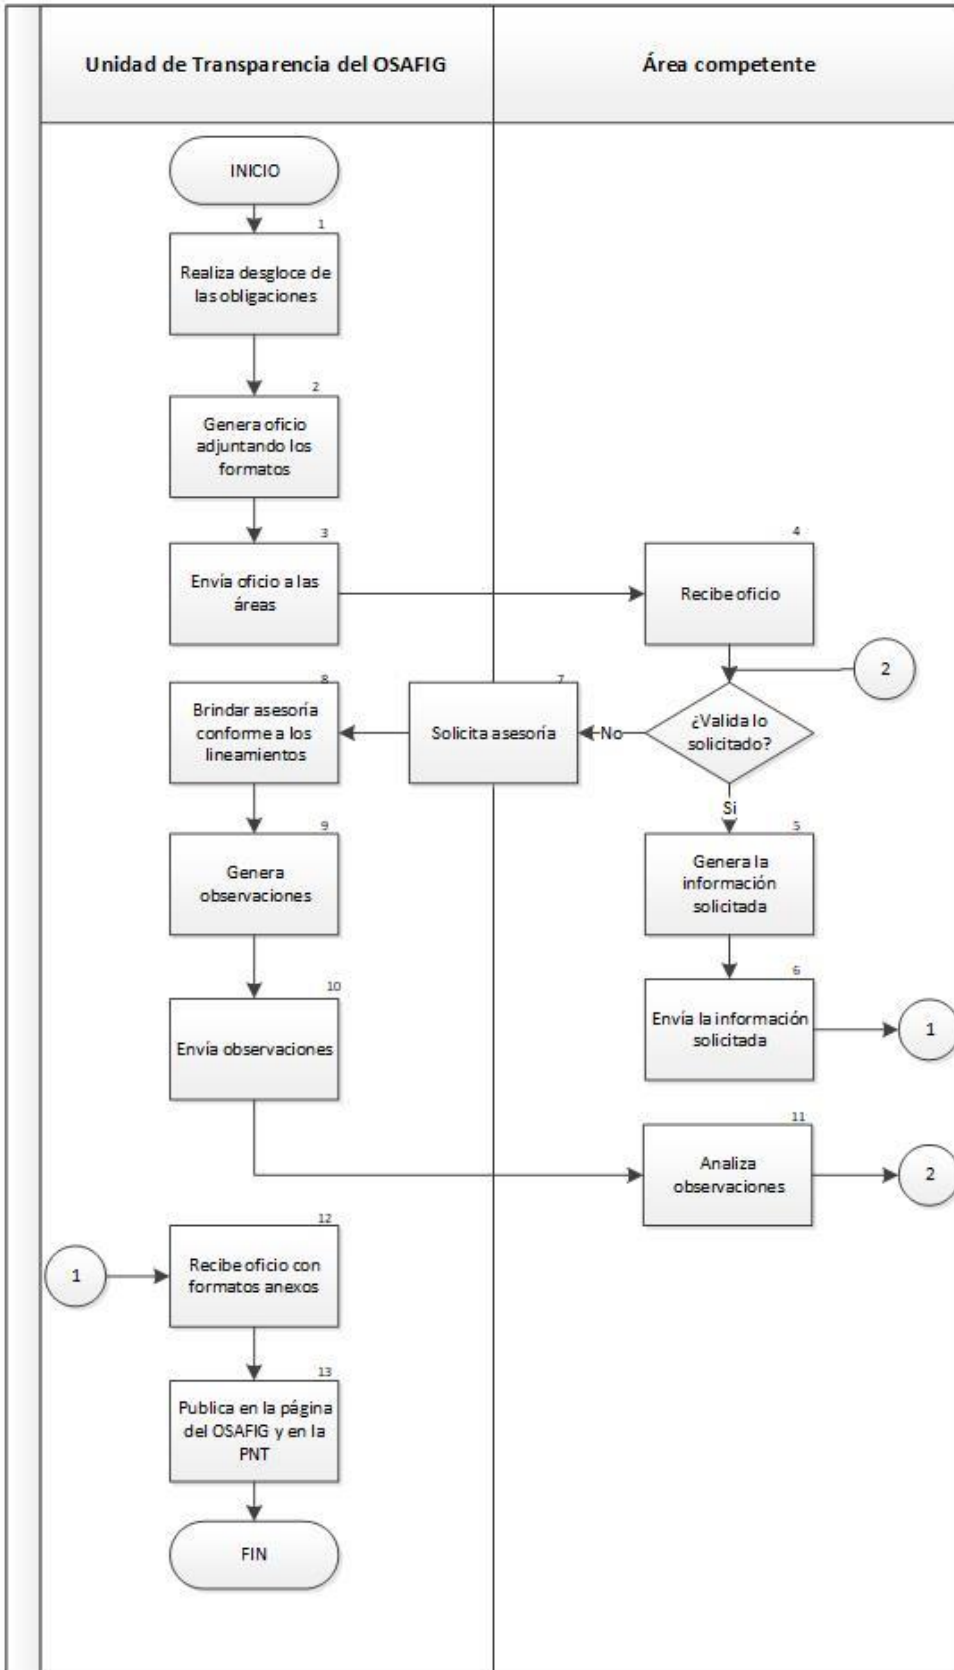 Unidad de Transparencia del OSAFIG
Área competente
INICIO
1
Realiza desgloce de
las obligaciones
2
Genera oficio
adjuntando los
formatos
3
Envía oficio a las
áreas
4
Recibe oficio
2
¿Valida lo
solicitado?
No
7
Solicita asesoría
8
Brindar asesoría
conforme a los
lineamientos
Si
5
Genera la
información
solicitada
9
Genera
observaciones
6
Envía la información
solicitada
1
10
Envía observaciones
11
Analiza
observaciones
2
12
1
Recibe oficio con
formatos anexos
13
Publica en la página
del OSAFIG y en la
PNT
FIN